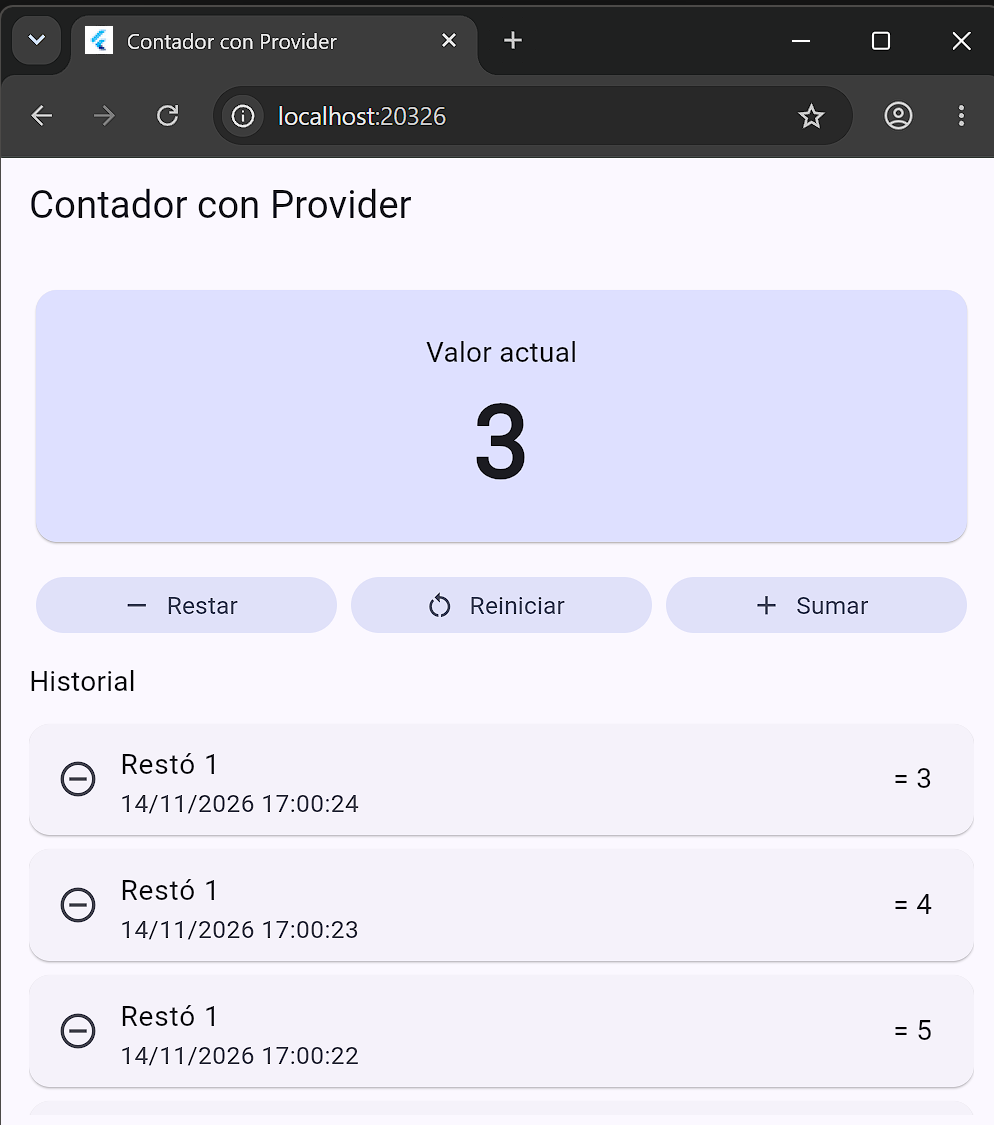 Contador con Provider
localhost:20326
Contador con Provider
Valor actual
3
Restar
Reiniciar
Sumar
Historial
Restó 1
14/11/2026 17:00:24
= 3
Restó 1
14/11/2026 17:00:23
= 4
Restó 1
14/11/2026 17:00:22
= 5